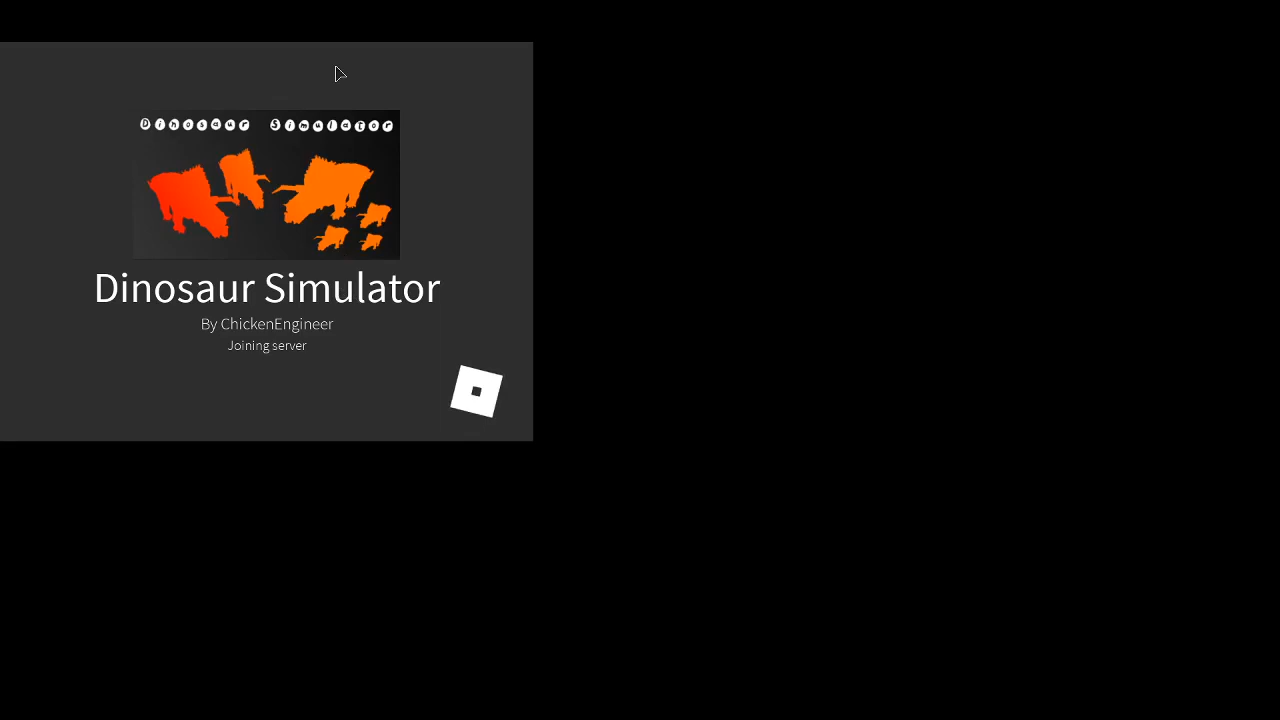 Dinosaur Simulator
Dinosaur Simulator
By ChickenEngineer
Joining server